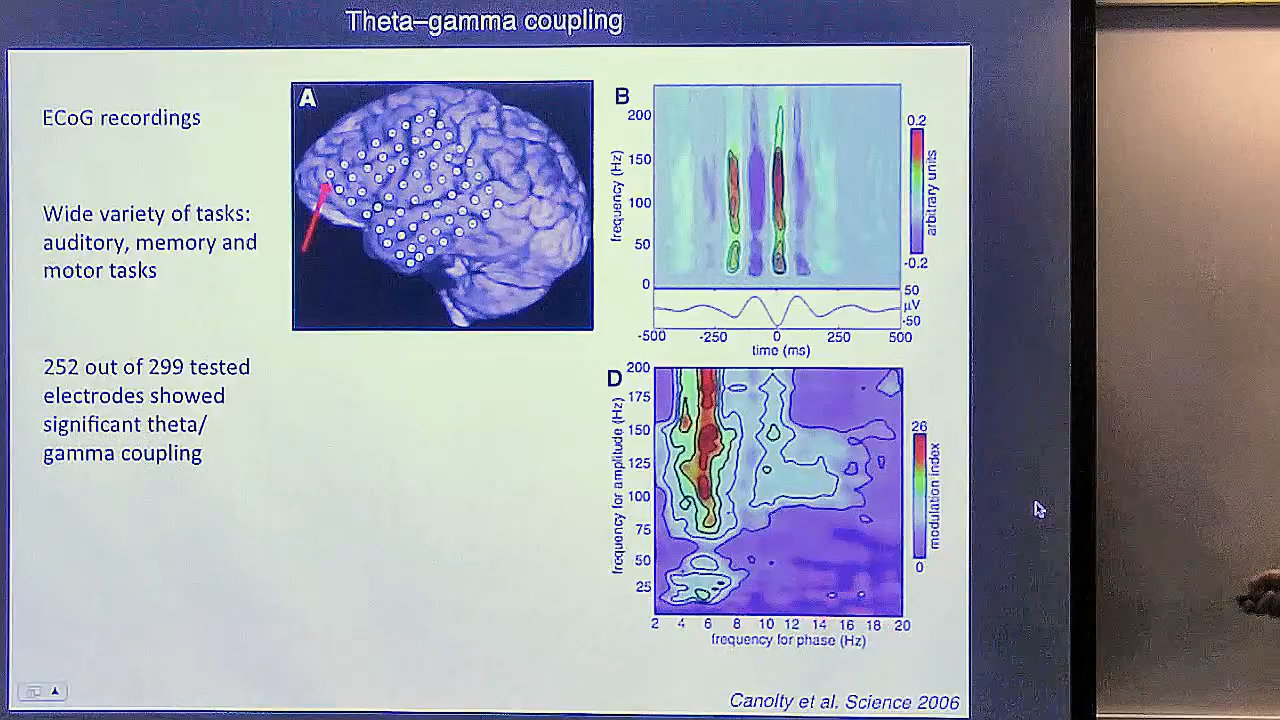 Theta–gamma coupling
ECoG recordings
Wide variety of tasks:
auditory, memory and
motor tasks
252 out of 299 tested
electrodes showed
significant theta/
gamma coupling
A
B
200
150
100
50
0
frequency (Hz)
0.2
-0.2
arbitrary units
50
µV
-50
-500 -250 0 250 500
time (ms)
D
200
175
150
125
100
75
50
25
frequency for amplitude (Hz)
26
0
modulation index
2 4 6 8 10 12 14 16 18 20
frequency for phase (Hz)
Canolty et al. Science 2006